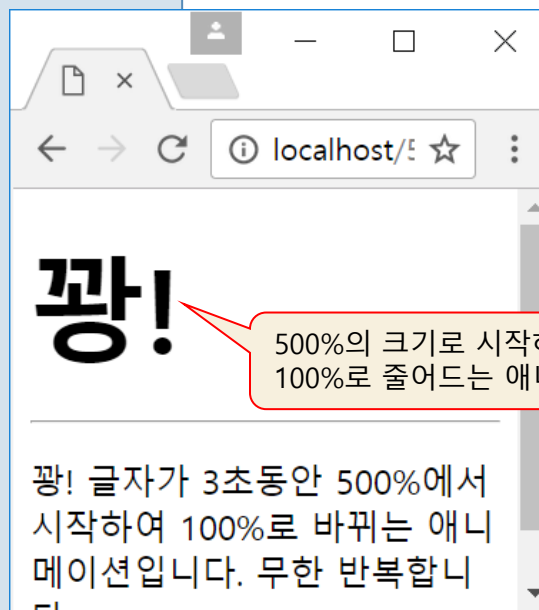 localhost/5
꽝!
500%의 크기로 시작
100%로 줄어드는
꽝! 글자가 3초동안 500%에서
시작하여 100%로 바뀌는 애니
메이션입니다. 무한 반복합니